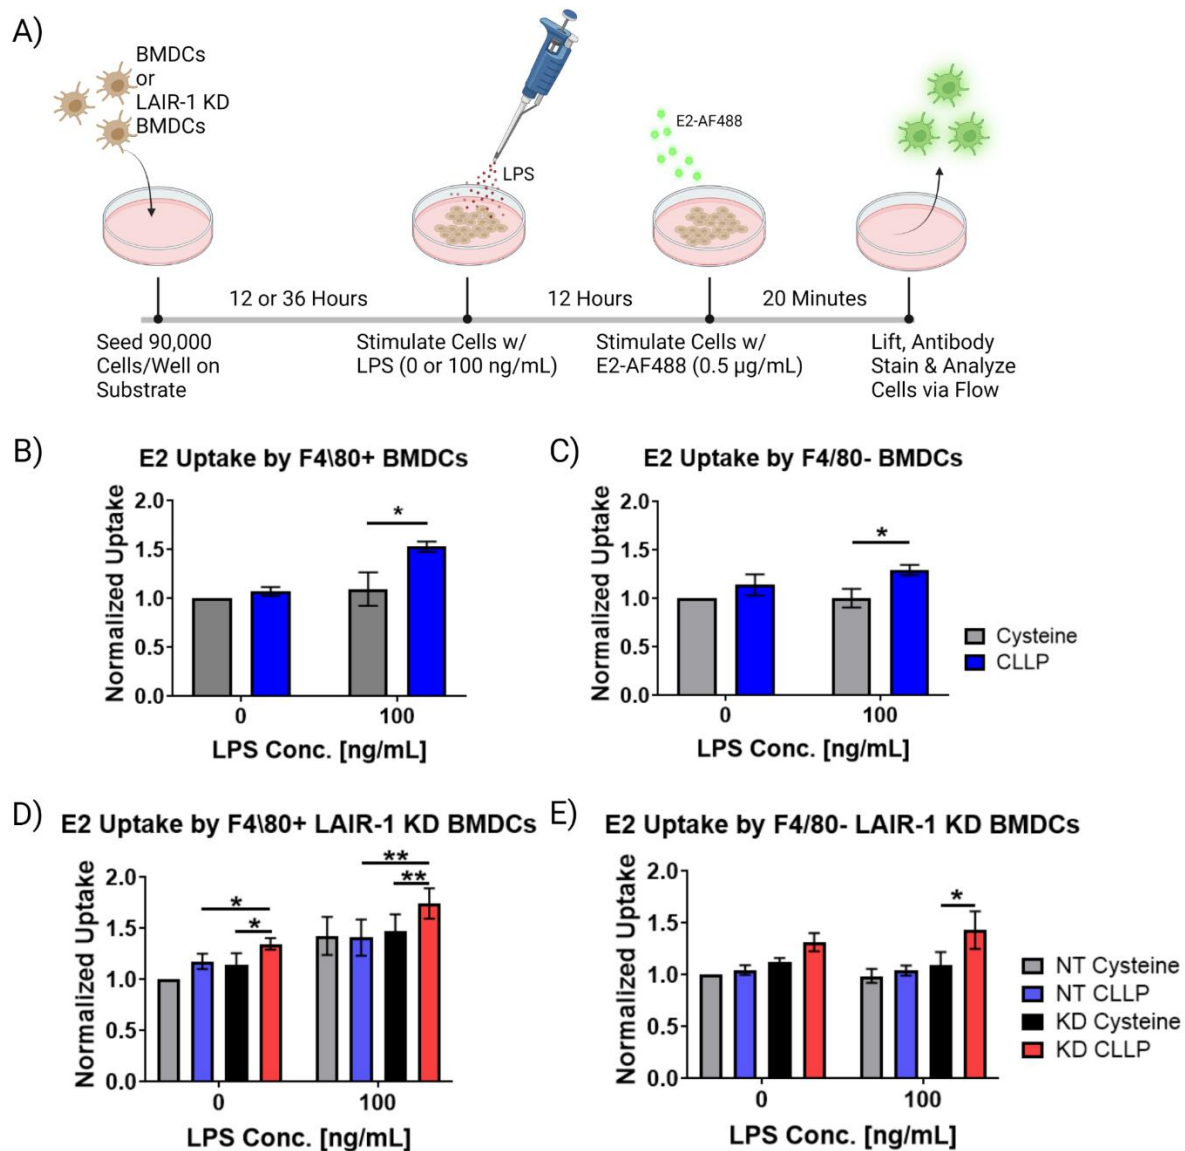 A)
BMDCs
or
LAIR-1 KD
BMDCs
LPS
E2-AF488
12 or 36 Hours
12 Hours
20 Minutes
Seed 90,000
Cells/Well on
Substrate
Stimulate Cells w/
LPS (0 or 100 ng/mL)
Stimulate Cells w/
E2-AF488 (0.5 µg/mL)
Lift, Antibody
Stain & Analyze
Cells via Flow
B)
E2 Uptake by F4\80+ BMDCs
Normalized Uptake
2.0
1.5
1.0
0.5
0.0
*
0
100
LPS Conc. [ng/mL]
C)
E2 Uptake by F4/80- BMDCs
Normalized Uptake
2.0
1.5
1.0
0.5
0.0
*
0
100
LPS Conc. [ng/mL]
Cysteine
CLLP
D)
E2 Uptake by F4\80+ LAIR-1 KD BMDCs
Normalized Uptake
2.0
1.5
1.0
0.5
0.0
*
*
**
**
0
100
LPS Conc. [ng/mL]
E)
E2 Uptake by F4/80- LAIR-1 KD BMDCs
Normalized Uptake
2.0
1.5
1.0
0.5
0.0
*
0
100
LPS Conc. [ng/mL]
NT Cysteine
NT CLLP
KD Cysteine
KD CLLP